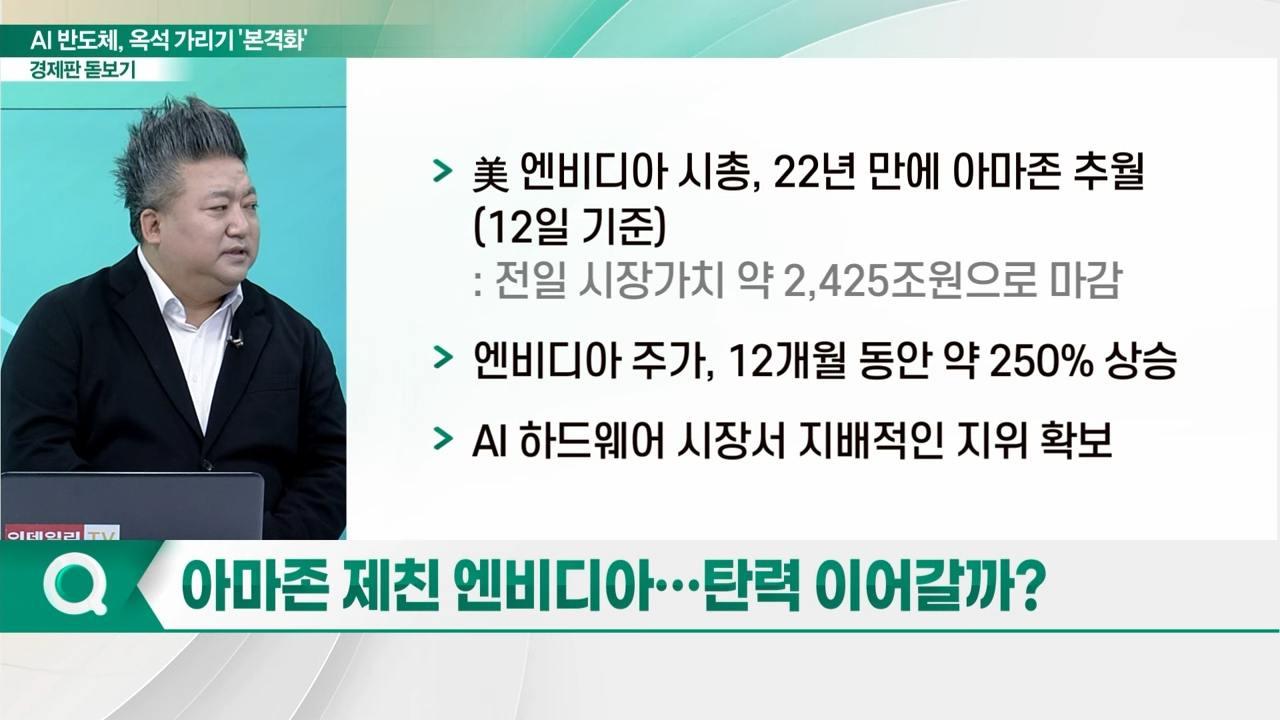 AI 반도체, 옥석 가리기 '본격화'
경제판 돋보기
> 美 엔비디아 시총, 22년 만에 아마존 추월
(12일 기준)
: 전일 시장가치 약 2,425조원으로 마감
> 엔비디아 주가, 12개월 동안 약 250% 상승
> AI 하드웨어 시장서 지배적인 지위 확보
이데일리 TV
아마존 제친 엔비디아…탄력 이어갈까?